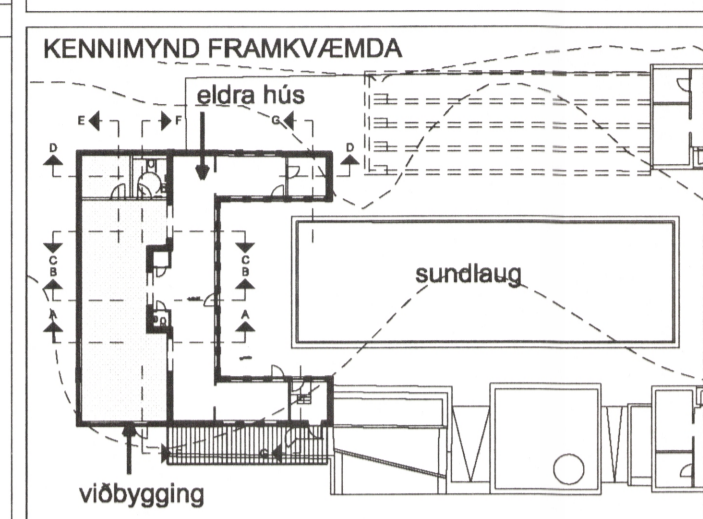 KENNIMYND FRAMKVÆMDA
eldra hús
E F G
D D
C C
B B
sundlaug
A A
G
viðbygging